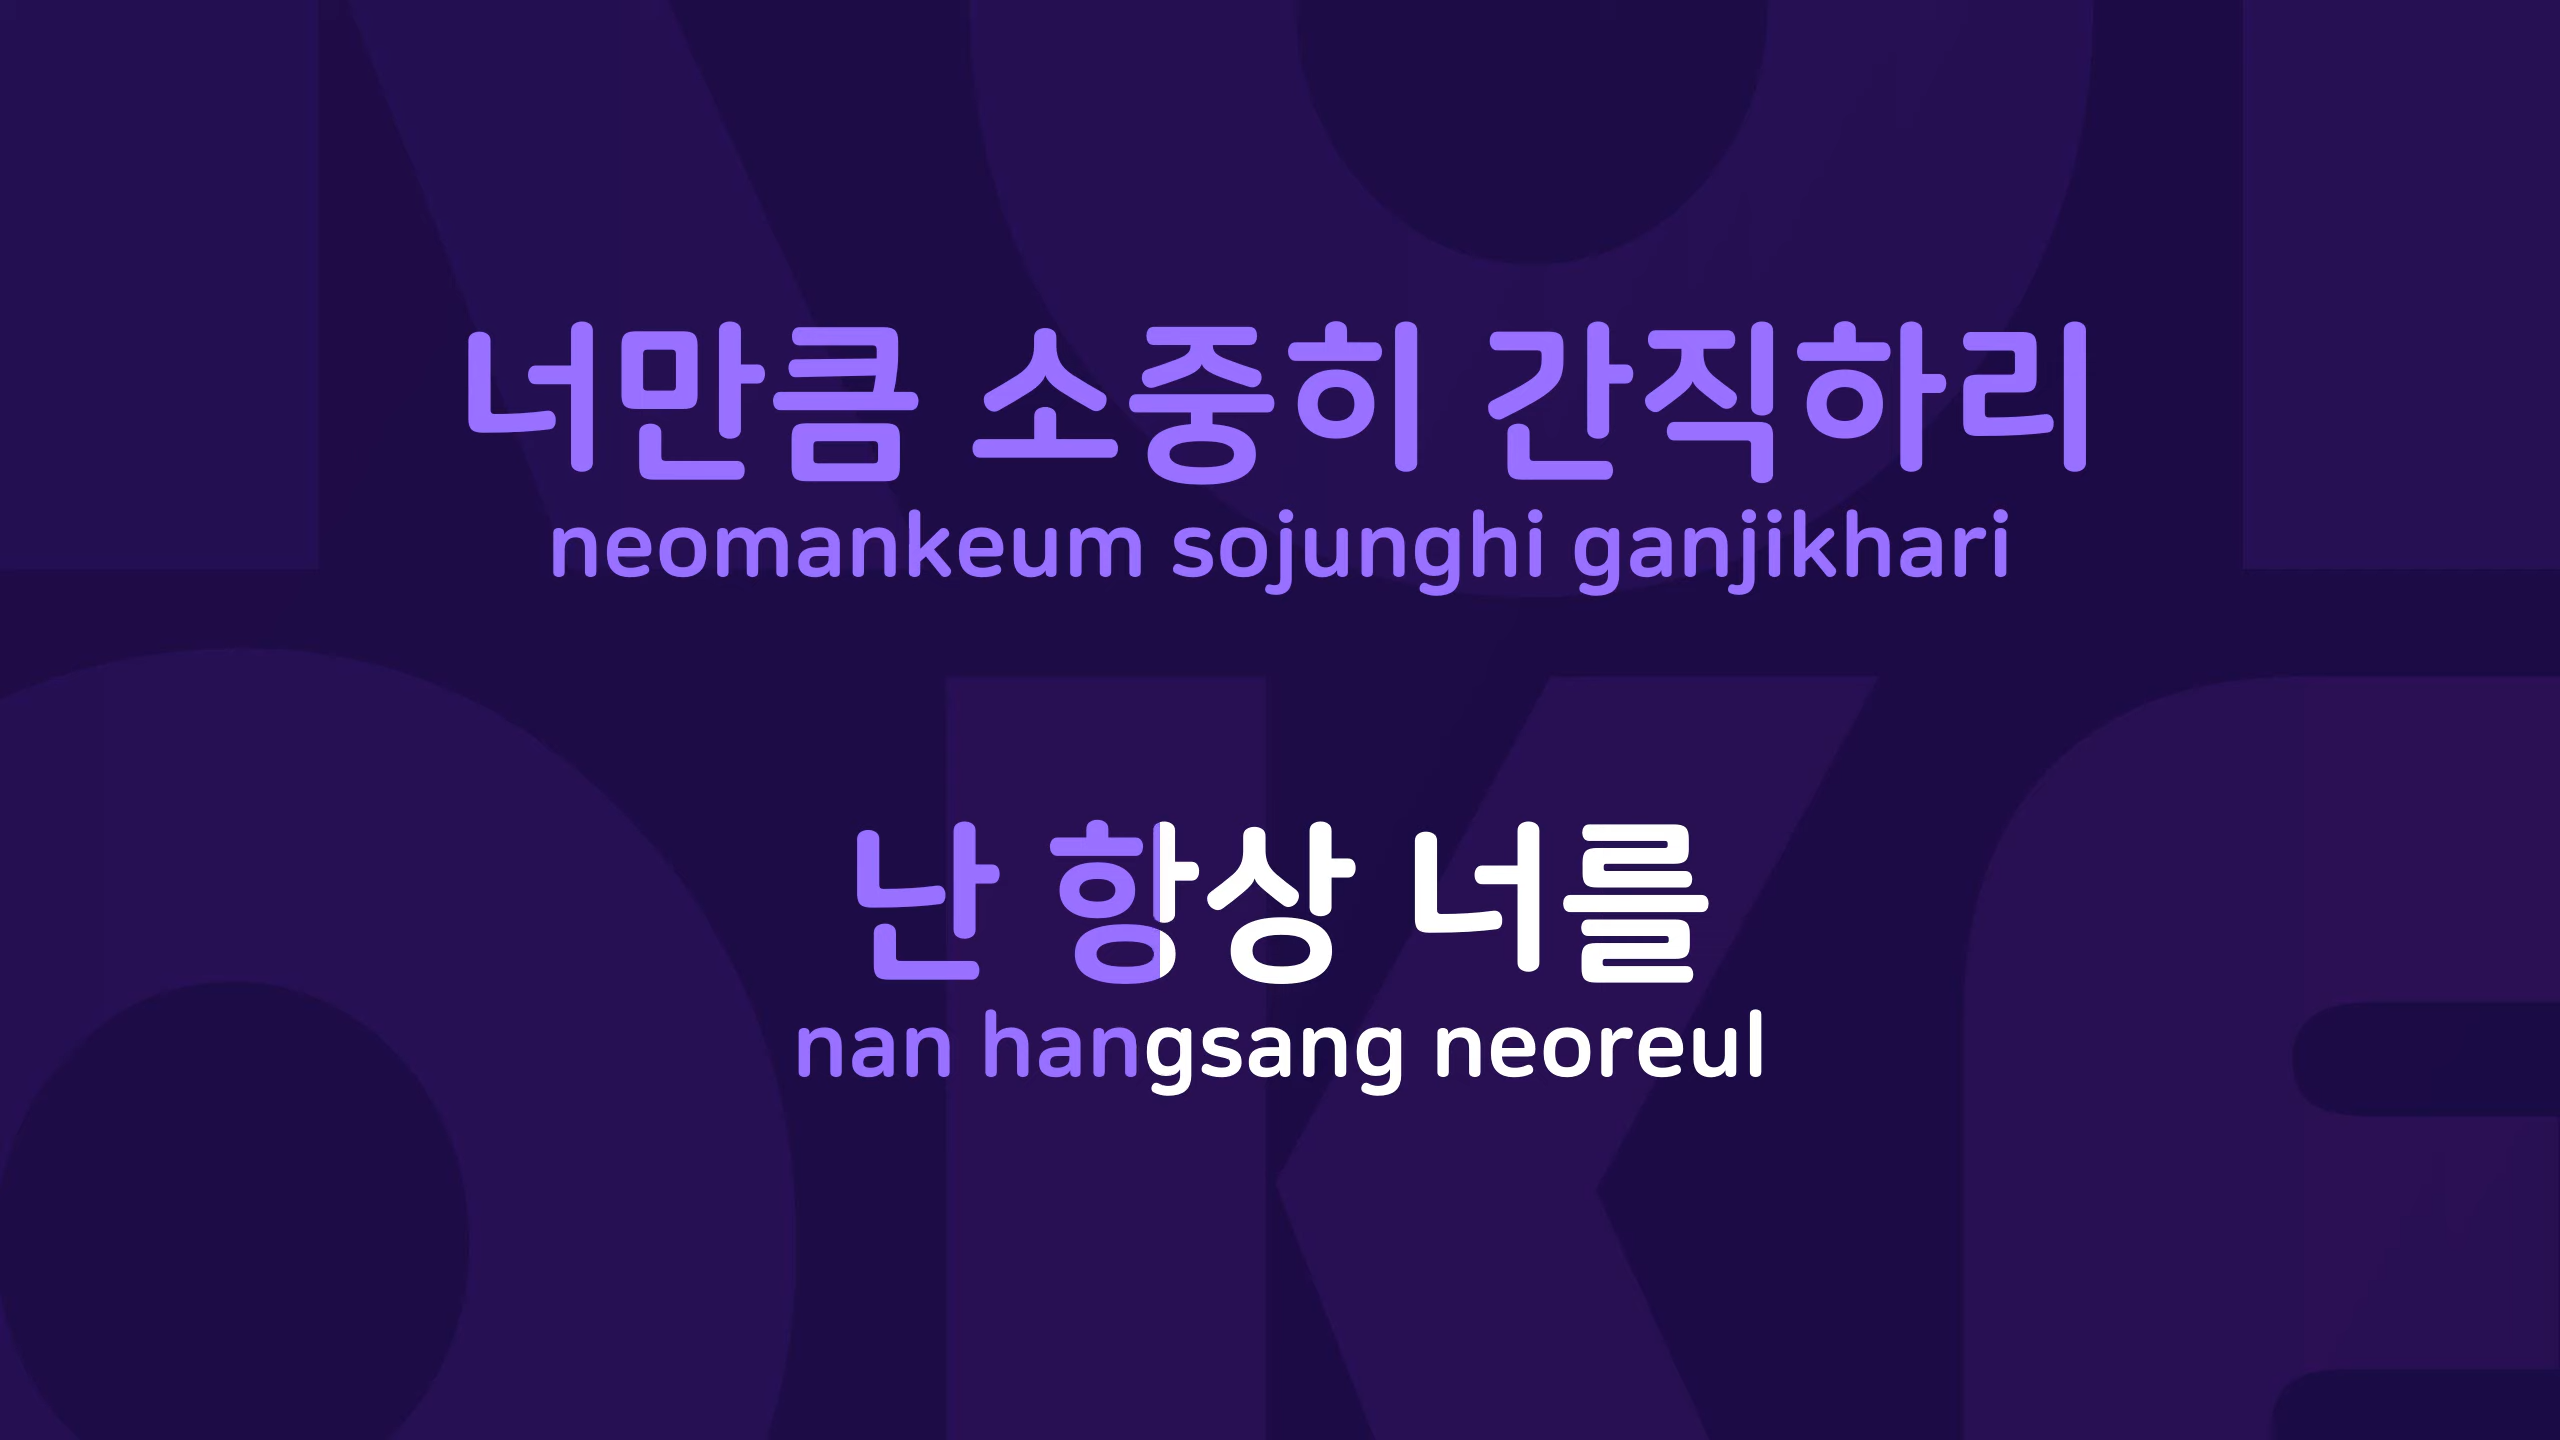 너만큼 소중히 간직하리
neomankeum sojunghi ganjikhari
난 항상 너를
nan hangsang neoreul